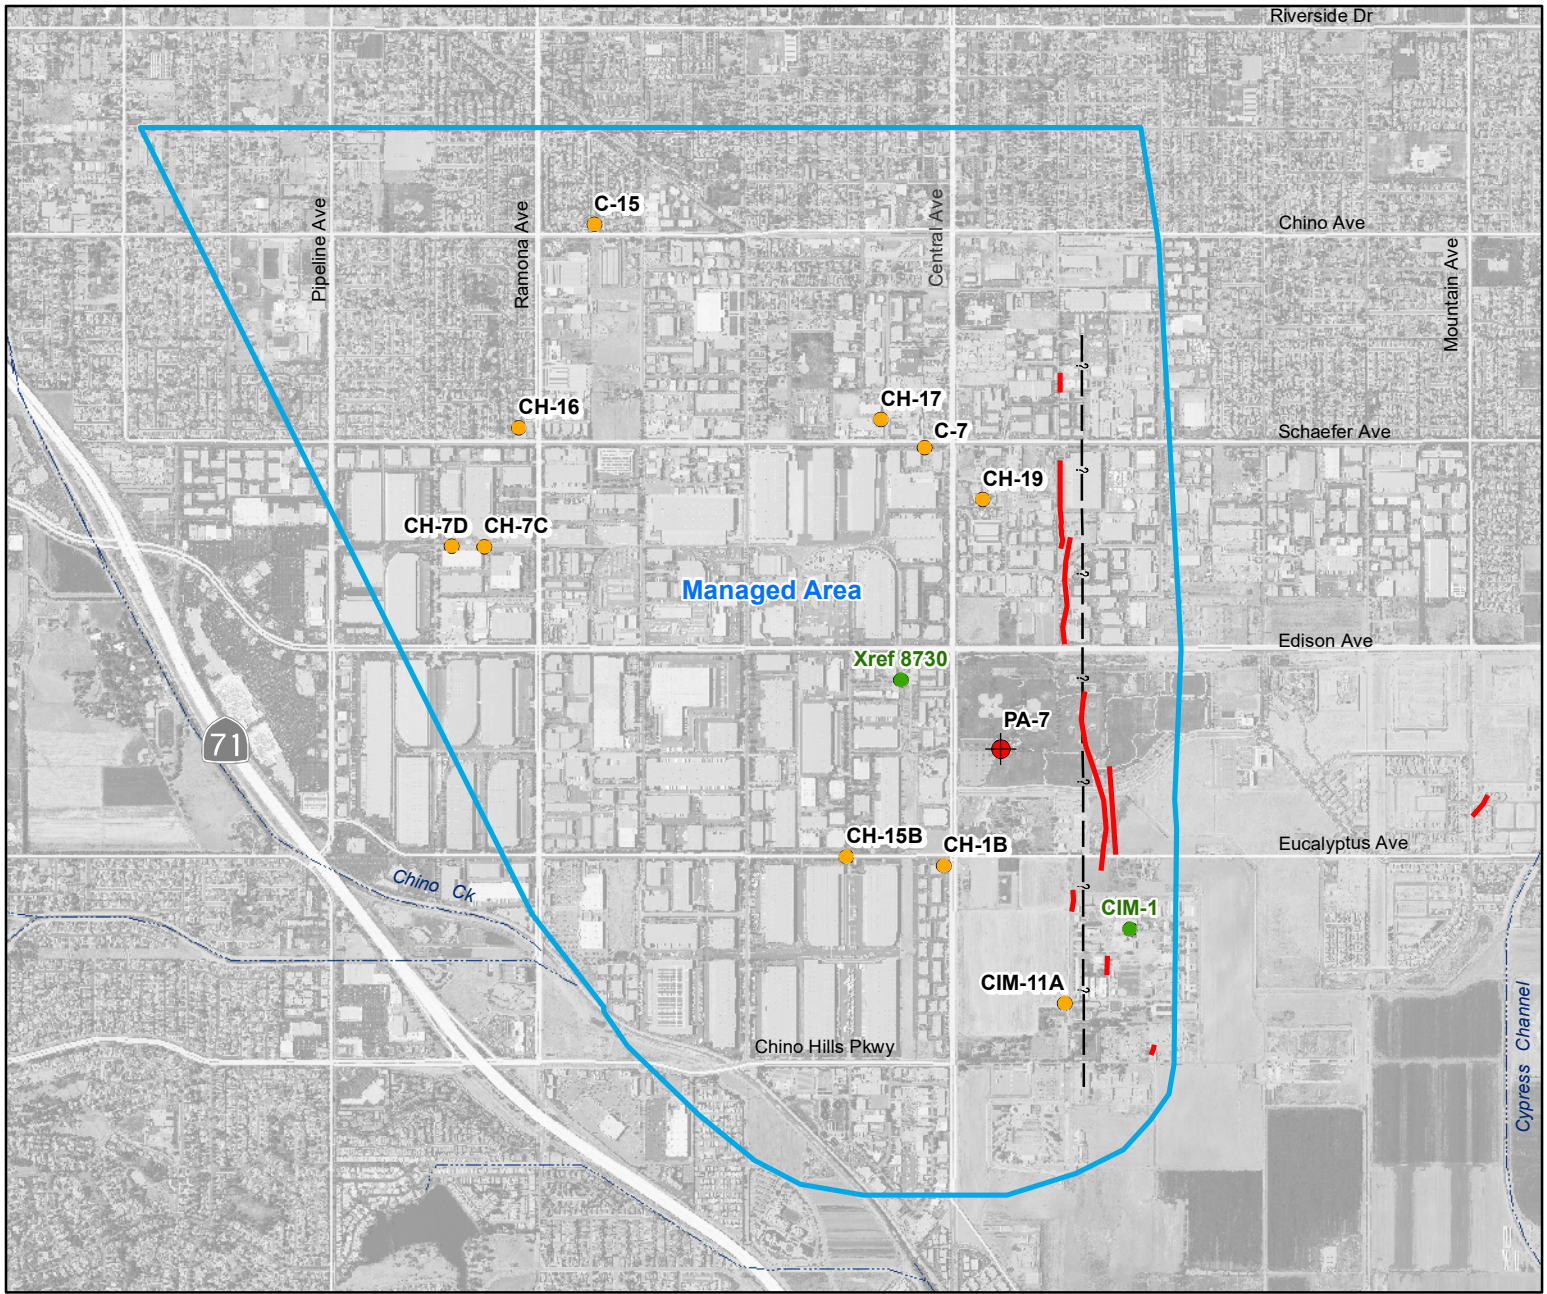 Riverside Dr
C-15
Pipeline Ave
Ramona Ave
Central Ave
Chino Ave
Mountain Ave
?
CH-16
CH-17
C-7
Schaefer Ave
?
CH-19
CH-7D
CH-7C
?
Managed Area
Edison Ave
Xref 8730
?
PA-7
71
?
CH-15B
CH-1B
Eucalyptus Ave
Chino Ck
?
CIM-1
CIM-11A
?
Chino Hills Pkwy
Cypress Channel